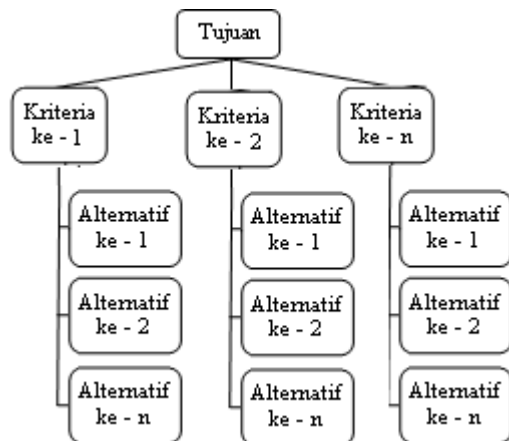 Tujuan
Kriteria
ke - 1
Kriteria
ke - 2
Kriteria
ke - n
Alternatif
ke - 1
Alternatif
ke - 2
Alternatif
ke - n
Alternatif
ke - 1
Alternatif
ke - 2
Alternatif
ke - n
Alternatif
ke - 1
Alternatif
ke - 2
Alternatif
ke - n